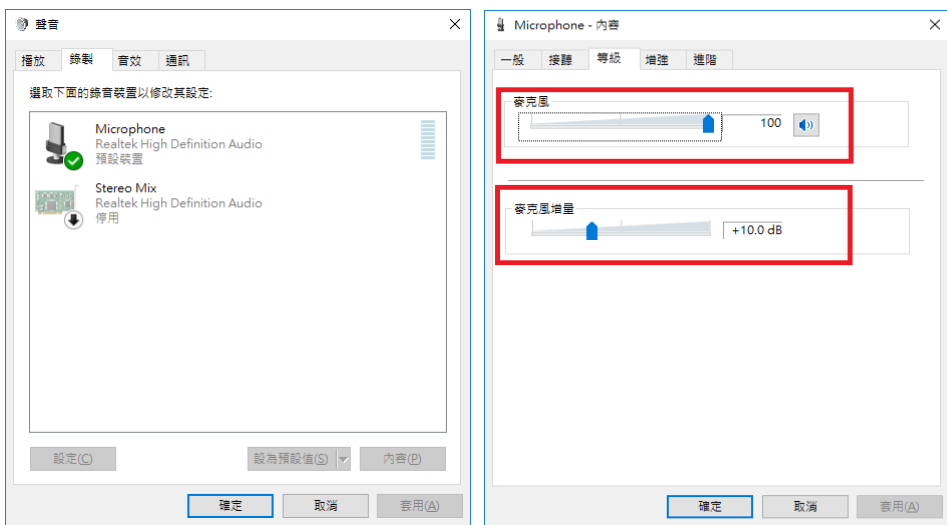 聲音
播放 錄製 音效 通訊
選取下面的錄音裝置以修改其設定:
Microphone
Realtek High Definition Audio
預設裝置
Stereo Mix
Realtek High Definition Audio
停用
設定(C) 設為預設值(S) 內容(P)
確定 取消 套用(A)
Microphone - 內容
一般 接聽 等級 增強 進階
麥克風
100
麥克風增量
+10.0 dB
確定 取消 套用(A)